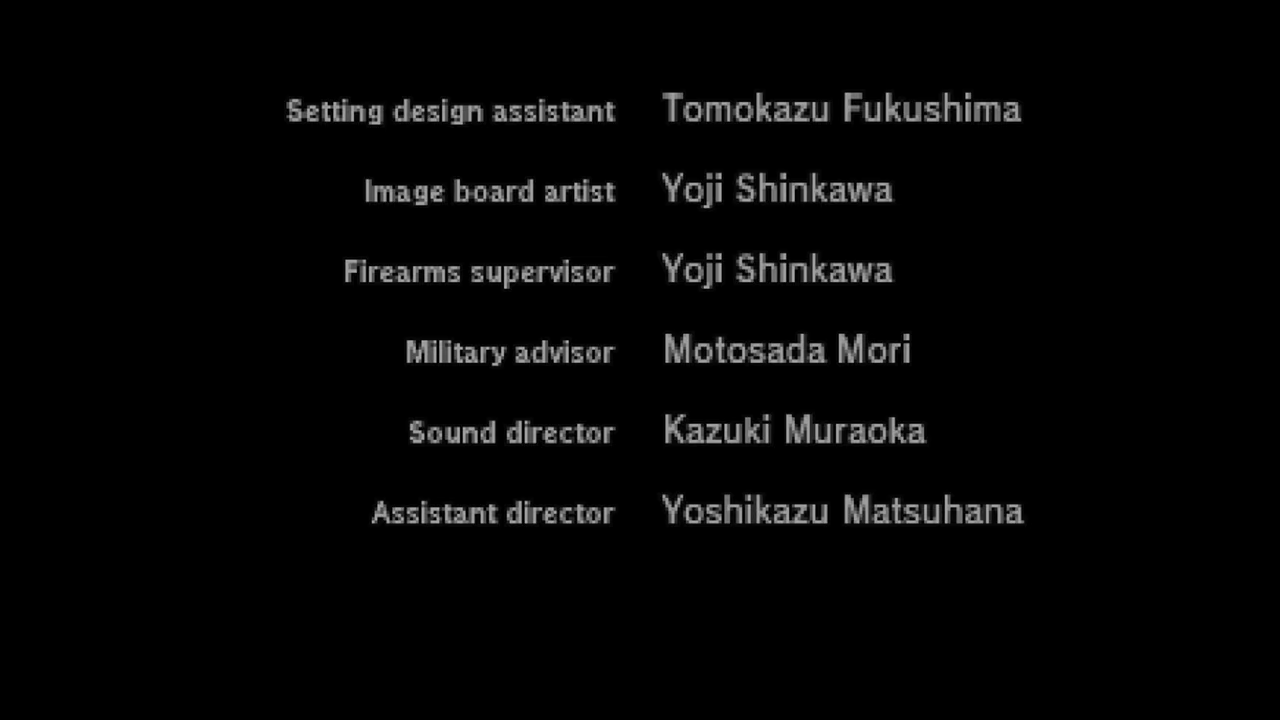 Setting design assistant Tomokazu Fukushima
Image board artist Yoji Shinkawa
Firearms supervisor Yoji Shinkawa
Military advisor Motosada Mori
Sound director Kazuki Muraoka
Assistant director Yoshikazu Matsuhana